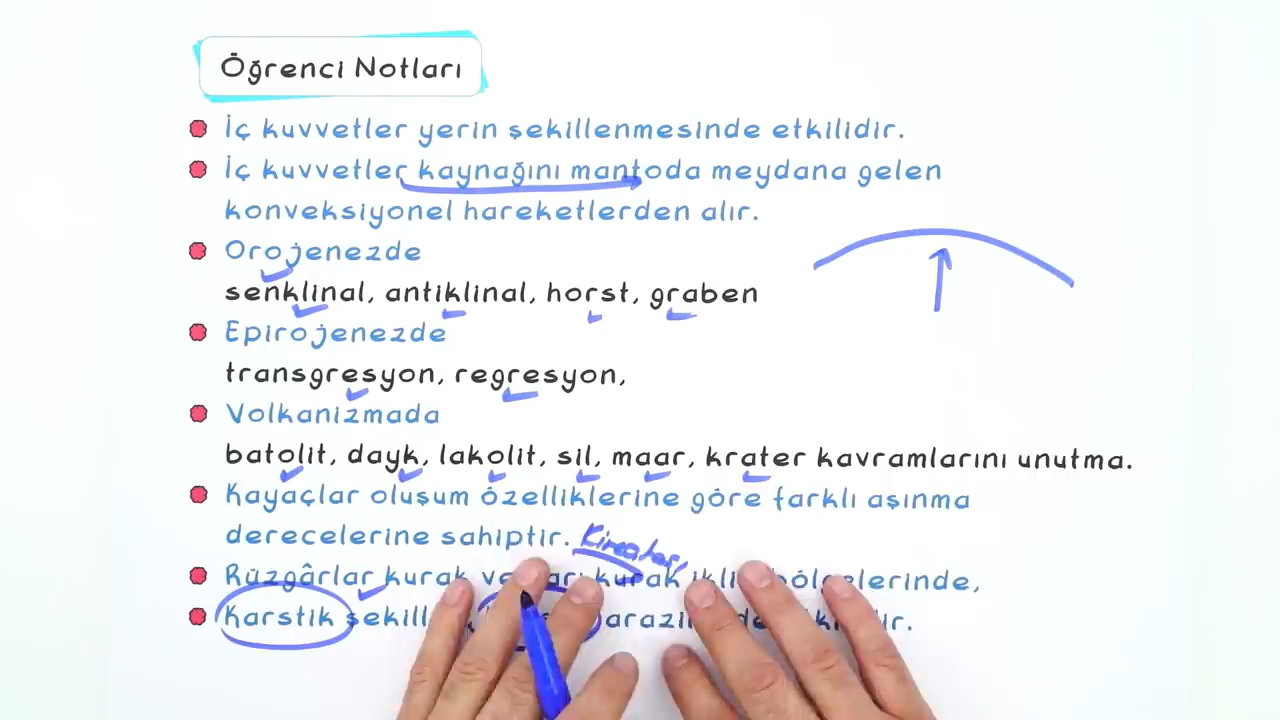 Öğrenci Notları
İç kuvvetler yerin şekillenmesinde etkilidir.
İç kuvvetler kaynağını mantoda meydana gelen
konveksiyonel hareketlerden alır.
Orojenezde
senklinal, antiklinal, horst, graben
Epirojenezde
transgresyon, regresyon,
Volkanizmada
batolit, dayk, lakolit, sil, maar, krater kavramlarını unutma.
Kayaçlar oluşum özelliklerine göre farklı aşınma
derecelerine sahiptir.
Rüzgârlar kurak kurak
Karstik